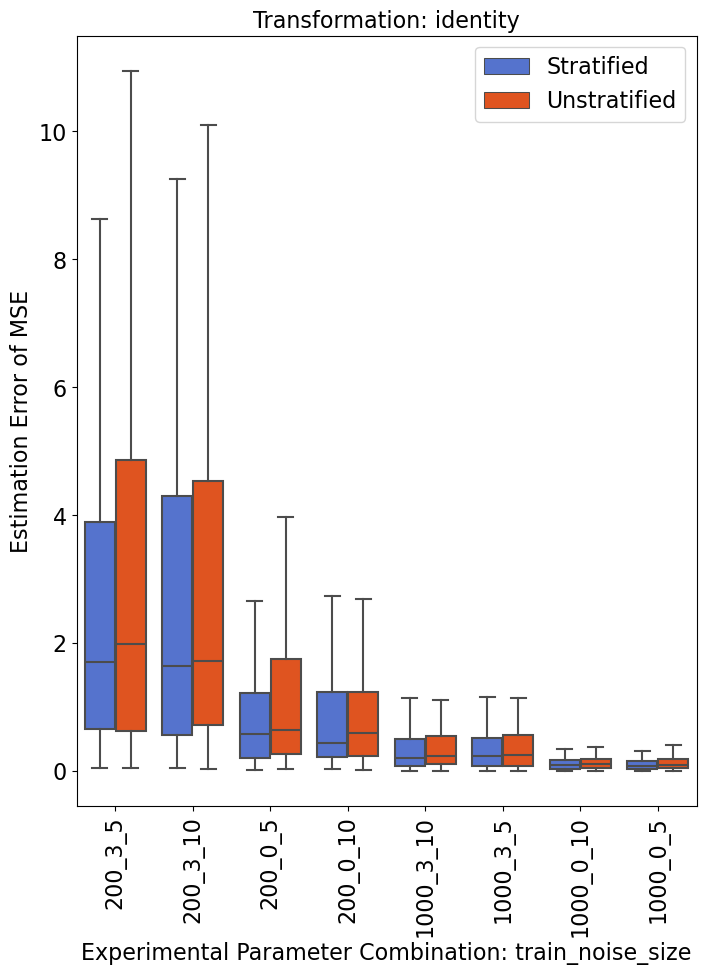 Transformation: identity
Stratified
Unstratified
Estimation Error of MSE
10
8
6
4
2
0
200_3_5
200_3_10
200_0_5
200_0_10
1000_3_10
1000_3_5
1000_0_10
1000_0_5
Experimental Parameter Combination: train_noise_size